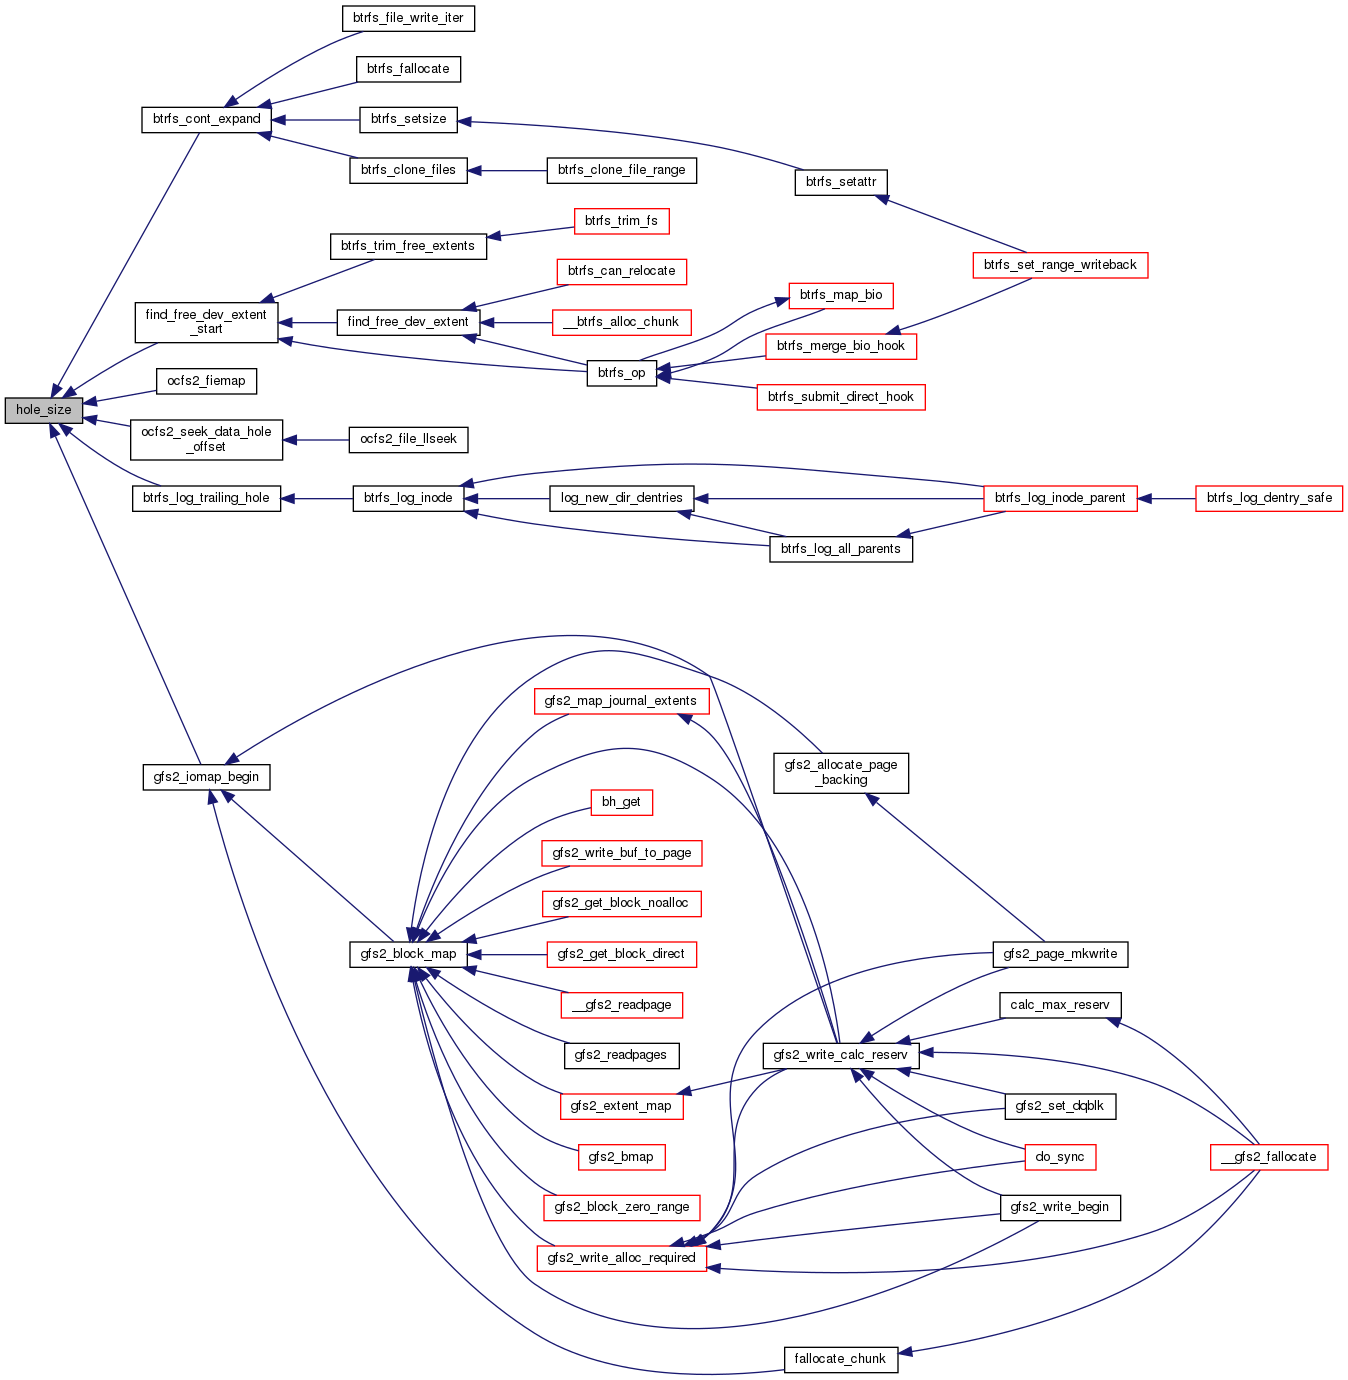 btrfs_file_write_iter
btrfs_fallocate
btrfs_cont_expand
btrfs_setsize
btrfs_clone_files
btrfs_clone_file_range
btrfs_setattr
btrfs_trim_fs
btrfs_trim_free_extents
btrfs_set_range_writeback
btrfs_can_relocate
btrfs_map_bio
find_free_dev_extent
_start
find_free_dev_extent
__btrfs_alloc_chunk
btrfs_merge_bio_hook
btrfs_op
ocfs2_fiemap
btrfs_submit_direct_hook
hole_size
ocfs2_seek_data_hole
_offset
ocfs2_file_llseek
btrfs_log_trailing_hole
btrfs_log_inode
log_new_dir_dentries
btrfs_log_inode_parent
btrfs_log_dentry_safe
btrfs_log_all_parents
gfs2_map_journal_extents
gfs2_iomap_begin
gfs2_allocate_page
_backing
bh_get
gfs2_write_buf_to_page
gfs2_get_block_noalloc
gfs2_block_map
gfs2_get_block_direct
gfs2_page_mkwrite
__gfs2_readpage
calc_max_reserv
gfs2_readpages
gfs2_write_calc_reserv
gfs2_extent_map
gfs2_set_dqblk
gfs2_bmap
do_sync
__gfs2_fallocate
gfs2_block_zero_range
gfs2_write_begin
gfs2_write_alloc_required
fallocate_chunk